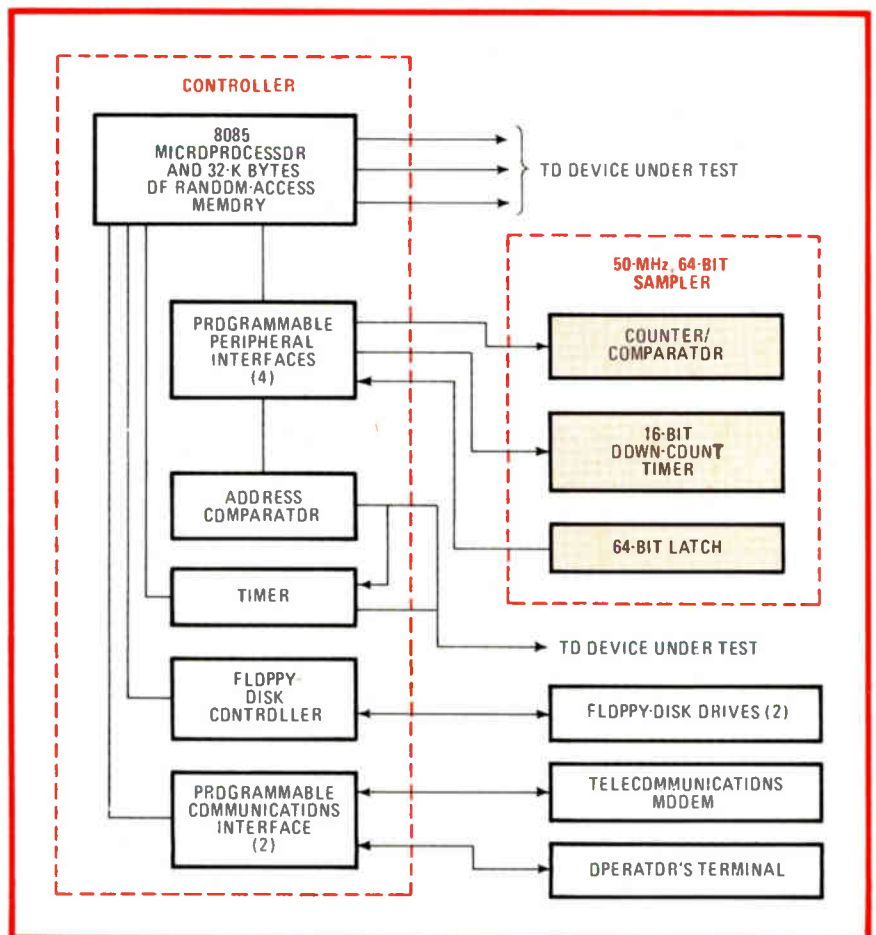 CONTROLLER
8085
MICROPROCESSOR
AND 32-K BYTES
OF RANDOM-ACCESS
MEMORY
TO DEVICE UNDER TEST
50-MHz, 64-BIT
SAMPLER
PROGRAMMABLE
PERIPHERAL
INTERFACES
(4)
COUNTER/
COMPARATOR
16-BIT
DOWN-COUNT
TIMER
ADDRESS
COMPARATOR
64-BIT LATCH
TIMER
TO DEVICE UNDER TEST
FLOPPY-
DISK
CONTROLLER
FLOPPY-DISK DRIVES (2)
PROGRAMMABLE
COMMUNICATIONS
INTERFACE
(2)
TELECOMMUNICATIONS
MODEM
OPERATOR'S TERMINAL